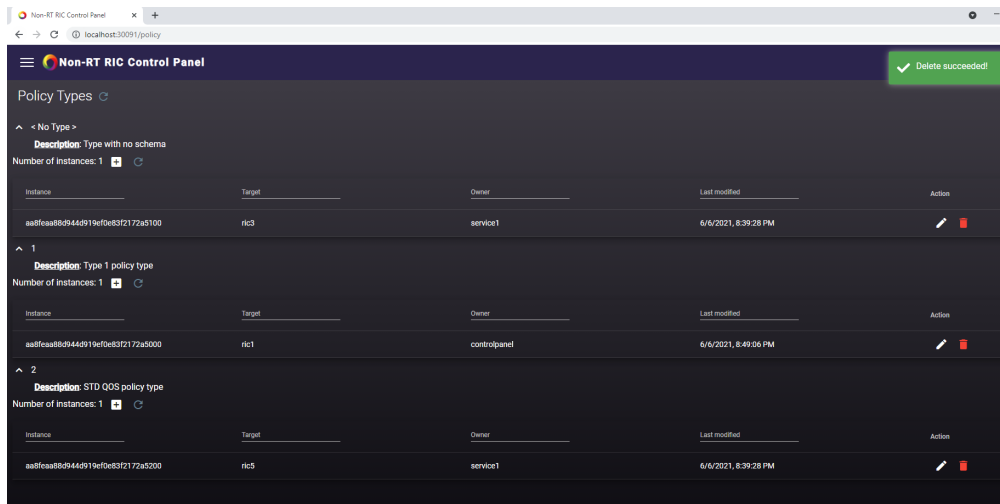 Non-RT RIC Control Panel
localhost:30091/policy
Non-RT RIC Control Panel
Delete succeeded!
Policy Types
< No Type >
Description: Type with no schema
Number of instances: 1
Instance Target Owner Last modified Action
aa8feaa88d944d919ef0e83f2172a5100 ric3 service1 6/6/2021, 8:39:28 PM
1
Description: Type 1 policy type
Number of instances: 1
Instance Target Owner Last modified Action
aa8feaa88d944d919ef0e83f2172a5000 ric1 controlpanel 6/6/2021, 8:49:06 PM
2
Description: STD QOS policy type
Number of instances: 1
Instance Target Owner Last modified Action
aa8feaa88d944d919ef0e83f2172a5200 ric5 service1 6/6/2021, 8:39:28 PM